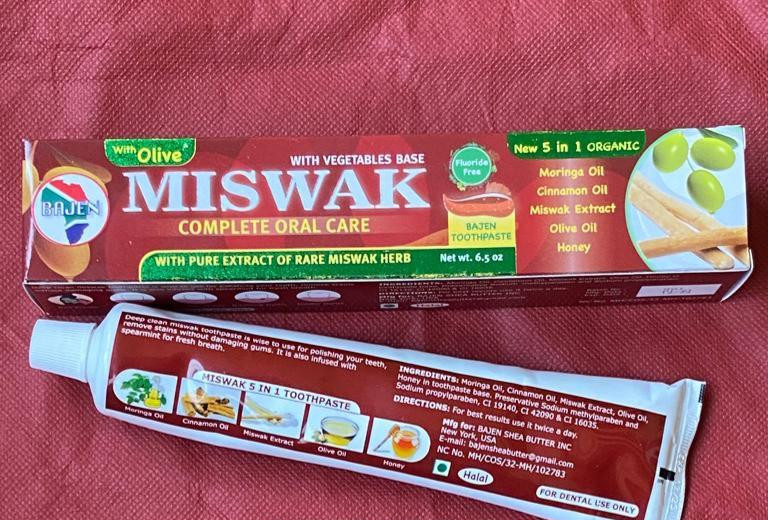 With Olive
WITH VEGETABLES BASE
BAJEN
MISWAK
COMPLETE ORAL CARE
WITH PURE EXTRACT OF RARE MISWAK HERB
Fluoride
Free
BAJEN
TOOTHPASTE
Net wt. 6.5 oz
New 5 in 1 ORGANIC
Moringa Oil
Cinnamon Oil
Miswak Extract
Olive Oil
Honey
INGREDIENTS:
Halal
Deep clean miswak toothpaste is wise to use for polishing your teeth,
remove stains without damaging gums. It is also infused with
spearmint for fresh breath.
MISWAK 5 IN 1 TOOTHPASTE
Moringa Oil
Cinnamon Oil
Miswak Extract
Olive Oil
Honey
INGREDIENTS: Moringa Oil, Cinnamon Oil, Miswak Extract, Olive Oil,
Honey in toothpaste base. Preservative Sodium methylparaben and
Sodium propylparaben, CI 19140, CI 42090 & CI 16035.
DIRECTIONS: For best results use it twice a day.
Mfg for: BAJEN SHEA BUTTER INC
New York, USA
E-mail: bajensheabutter@gmail.com
NC No. MH/COS/32-MH/102783
Halal
FOR DENTAL USE ONLY